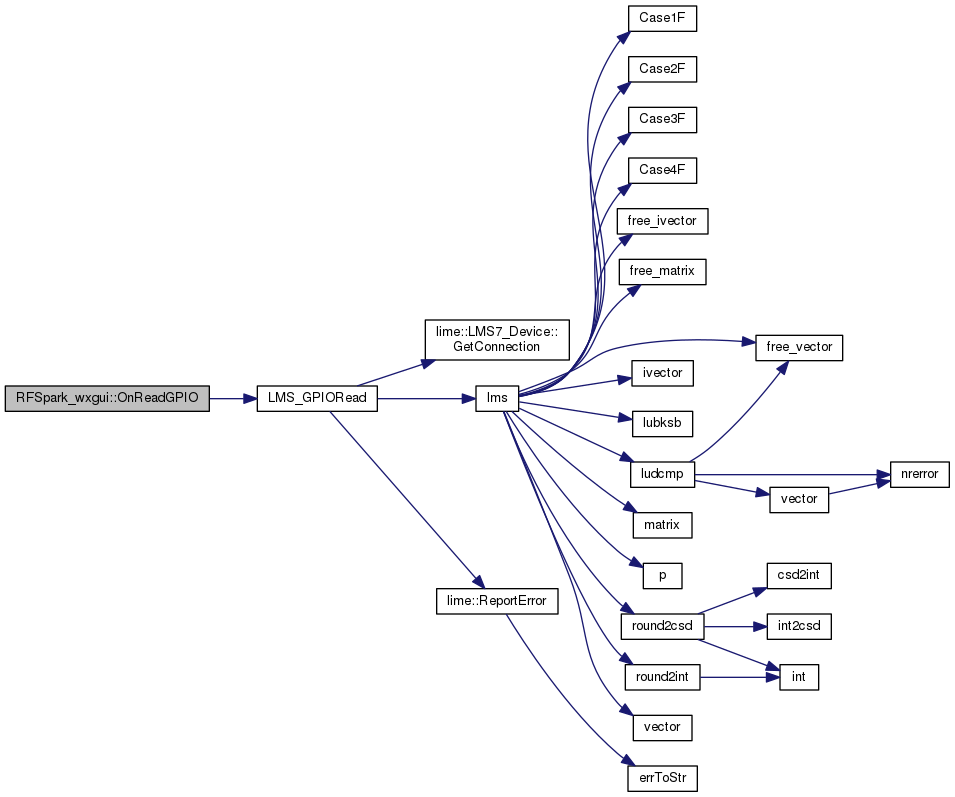 Case1F
Case2F
Case3F
Case4F
free_ivector
free_matrix
lime::LMS7_Device::
GetConnection
free_vector
ivector
RFSpark_wxgui::OnReadGPIO
LMS_GPIORead
lms
lubksb
ludcmp
nrerror
vector
matrix
p
csd2int
lime::ReportError
round2csd
int2csd
round2int
int
vector
errToStr